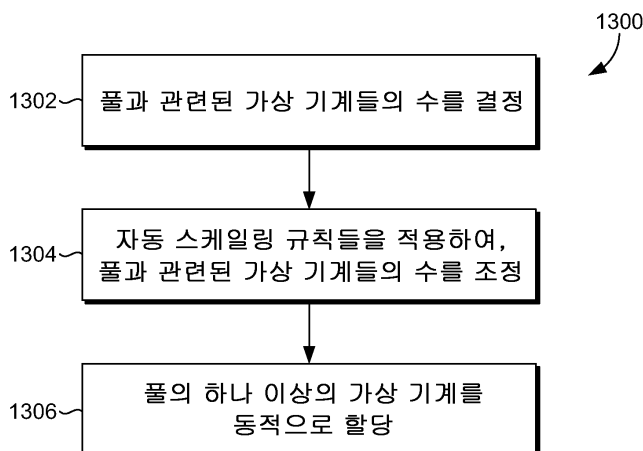 1300
1302
풀과 관련된 가상 기계들의 수를 결정
1304
자동 스케일링 규칙들을 적용하여,
풀과 관련된 가상 기계들의 수를 조정
1306
풀의 하나 이상의 가상 기계를
동적으로 할당